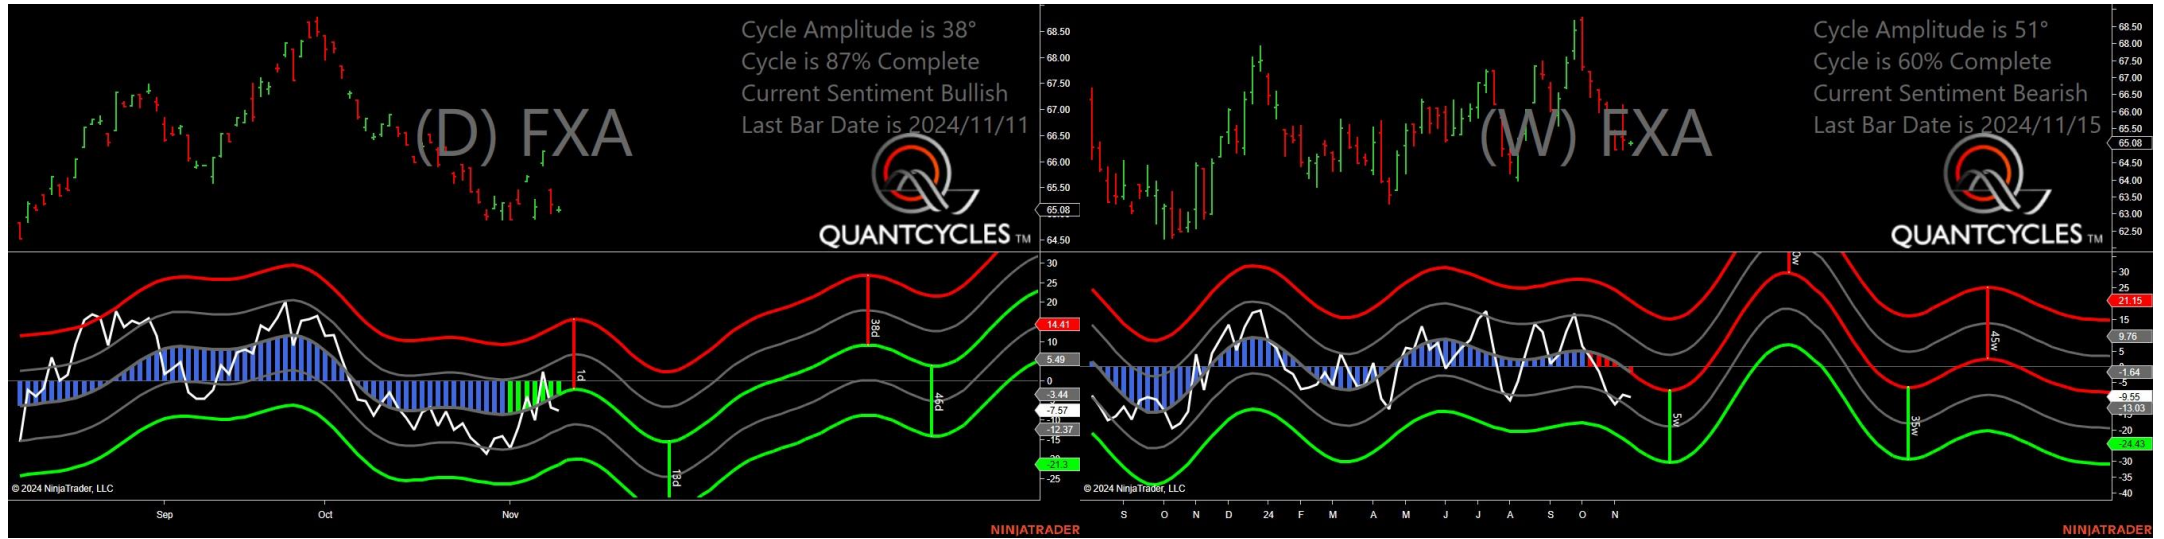 Cycle Amplitude is 38°
Cycle is 87% Complete
Current Sentiment Bullish
Last Bar Date is 2024/11/11
(D) FXA
QUANTCYCLES TM
68.50
68.00
67.50
67.00
66.50
66.00
65.50
65.08
64.50
30
25
20
14.41
10
5.49
0
-3.44
-7.57
-12.37
-15
-21.3
-25
1d
18d
38d
46d
© 2024 NinjaTrader, LLC
Sep
Oct
Nov
NINJATRADER
Cycle Amplitude is 51°
Cycle is 60% Complete
Current Sentiment Bearish
Last Bar Date is 2024/11/15
(W) FXA
QUANTCYCLES TM
68.50
68.00
67.50
67.00
66.50
66.00
65.50
65.08
64.50
64.00
63.50
63.00
62.50
30
21.15
15
9.76
5
-1.64
-5
-9.55
-13.03
-20
-24.43
-30
-35
-40
5w
35w
45w
© 2024 NinjaTrader, LLC
S
O
N
D
24
F
M
A
M
J
J
A
S
O
N
NINJATRADER